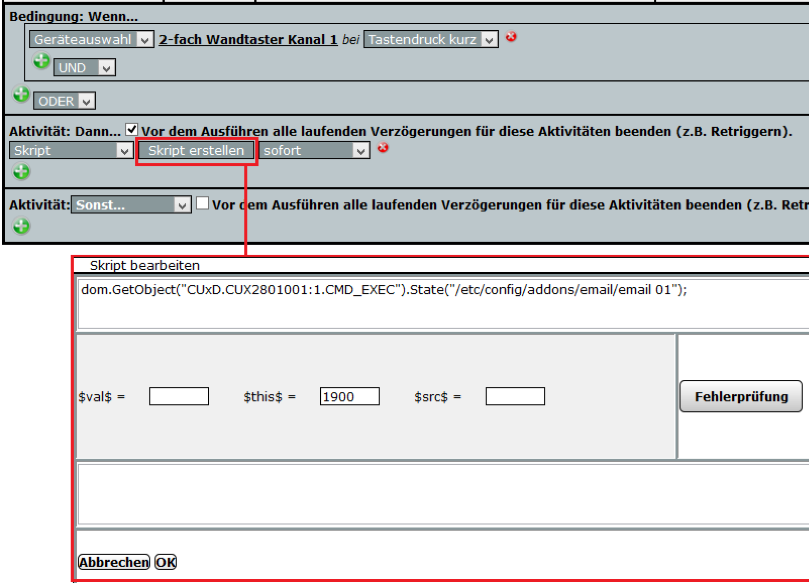 Bedingung: Wenn...
Geräteauswahl 2-fach Wandtaster Kanal 1 bei Tastendruck kurz
UND
ODER
Aktivität: Dann... Vor dem Ausführen alle laufenden Verzögerungen für diese Aktivitäten beenden (z.B. Retriggern).
Skript Skript erstellen sofort
Aktivität: Sonst... Vor dem Ausführen alle laufenden Verzögerungen für diese Aktivitäten beenden (z.B. Retr
Skript bearbeiten
dom.GetObject("CUxD.CUX2801001:1.CMD_EXEC").State("/etc/config/addons/email/email 01");
$val$ = $this$ = 1900 $src$ = Fehlerprüfung
Abbrechen OK